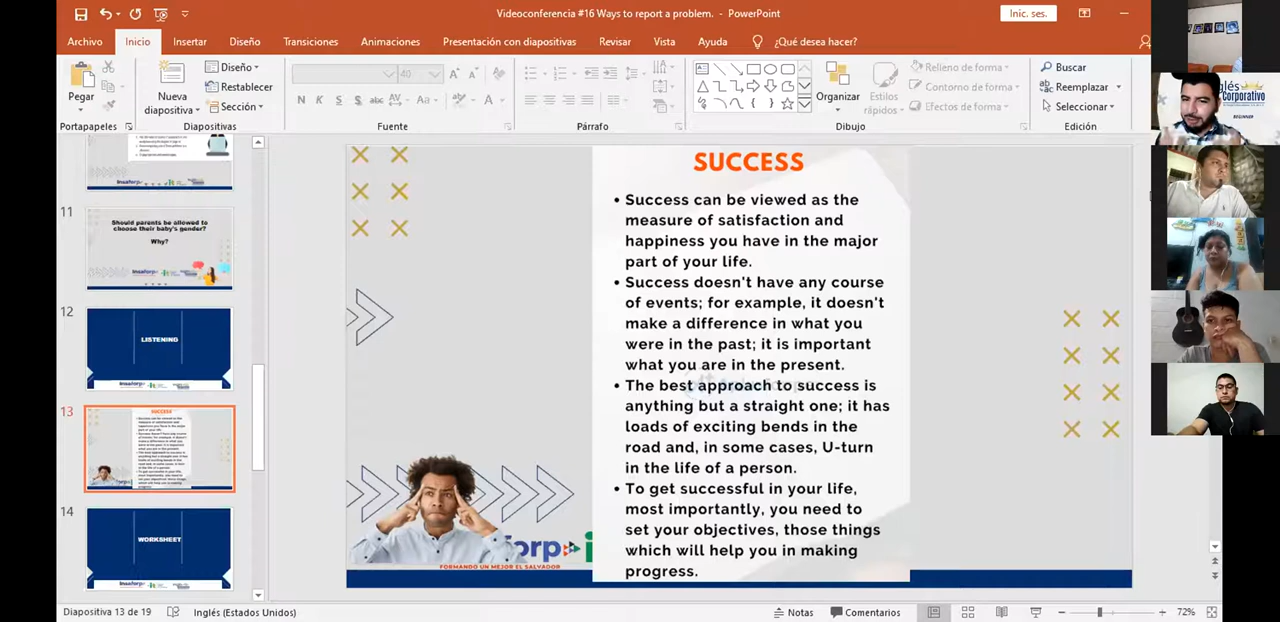 Videoconferencia #16 Ways to report a problem. - PowerPoint
Inic. ses.
Archivo Inicio Insertar Diseño Transiciones Animaciones Presentación con diapositivas Revisar Vista Ayuda ¿Qué desea hacer?
Pegar
Nueva
diapositiva
Diseño
Restablecer
Sección
40
N K S S abc AV Aa A
Organizar
Estilos
rápidos
Relleno de forma
Contorno de forma
Efectos de forma
Buscar
Reemplazar
Seleccionar
Portapapeles Diapositivas Fuente Párrafo Dibujo Edición
Inglés
Corporativo
BEGINNER
11
Should parents be allowed to
choose their baby's gender?
Why?
12
LISTENING
13
SUCCESS
14
WORKSHEET
SUCCESS
• Success can be viewed as the
measure of satisfaction and
happiness you have in the major
part of your life.
• Success doesn't have any course
of events; for example, it doesn't
make a difference in what you
were in the past; it is important
what you are in the present.
• The best approach to success is
anything but a straight one; it has
loads of exciting bends in the
road and, in some cases, U-turn
in the life of a person.
• To get successful in your life,
most importantly, you need to
set your objectives, those things
which will help you in making
progress.
orp
FORMANDO UN MEJOR EL SALVADOR
Diapositiva 13 de 19 Inglés (Estados Unidos) Notas Comentarios 72%